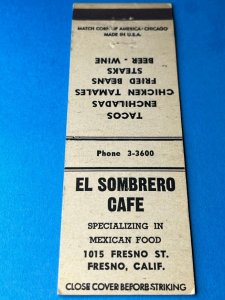 MATCH CORP. OF AMERICA - CHICAGO
MADE IN U.S.A.
TACOS
ENCHILADAS
CHICKEN TAMALES
FRIED BEANS
STEAKS
BEER - WINE
Phone 3-3600
EL SOMBRERO
CAFE
SPECIALIZING IN
MEXICAN FOOD
1015 FRESNO ST.
FRESNO, CALIF.
CLOSE COVER BEFORE STRIKING